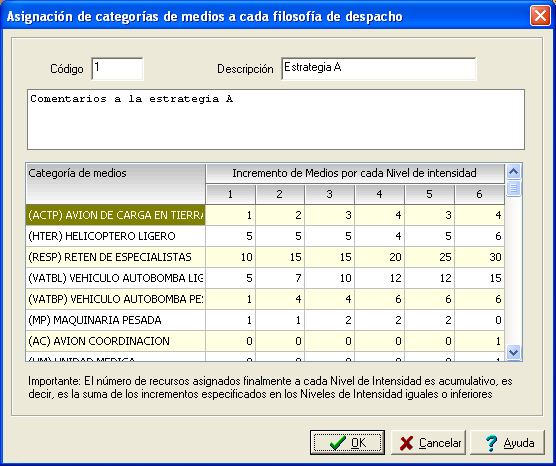 Asignación de categorías de medios a cada filosofía de despacho
Código 1 Descripción Estrategia A
Comentarios a la estrategia A
Categoría de medios Incremento de Medios por cada Nivel de intensidad
1 2 3 4 5 6
(ACTP) AVION DE CARGA EN TIERRA 1 2 3 4 3 4
(HTER) HELICOPTERO LIGERO 5 5 5 4 5 6
(RESP) RETEN DE ESPECIALISTAS 10 15 15 20 25 30
(VATBL) VEHICULO AUTOBOMBA LIG 5 7 10 12 12 15
(VATBP) VEHICULO AUTOBOMBA PES 1 4 4 6 6 6
(MP) MAQUINARIA PESADA 1 1 2 2 2 0
(AC) AVION COORDINACION 0 0 0 0 0 1
(UM) UNIDAD MEDICA 0 0 0 0 0 1
Importante: El número de recursos asignados finalmente a cada Nivel de Intensidad es acumulativo, es
decir, es la suma de los incrementos especificados en los Niveles de Intensidad iguales o inferiores
OK Cancelar Ayuda